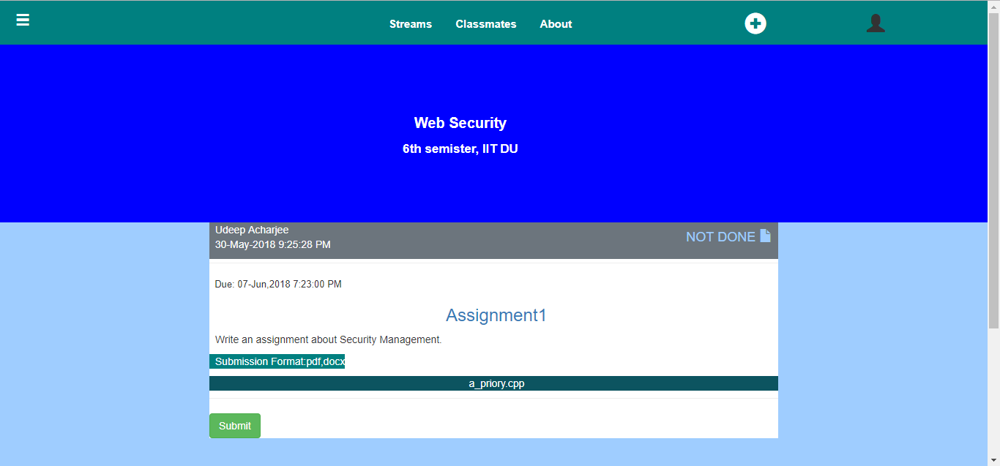 Streams Classmates About
Web Security
6th semister, IIT DU
Udeep Acharjee
30-May-2018 9:25:28 PM
NOT DONE
Due: 07-Jun,2018 7:23:00 PM
Assignment1
Write an assignment about Security Management.
Submission Format:pdf,docx
a_priory.cpp
Submit